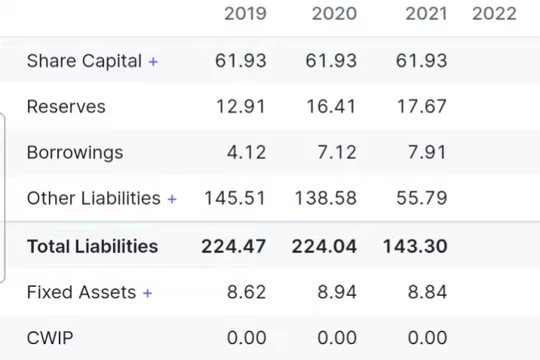 2019 2020 2021 2022
Share Capital + 61.93 61.93 61.93
Reserves 12.91 16.41 17.67
Borrowings 4.12 7.12 7.91
Other Liabilities + 145.51 138.58 55.79
Total Liabilities 224.47 224.04 143.30
Fixed Assets + 8.62 8.94 8.84
CWIP 0.00 0.00 0.00